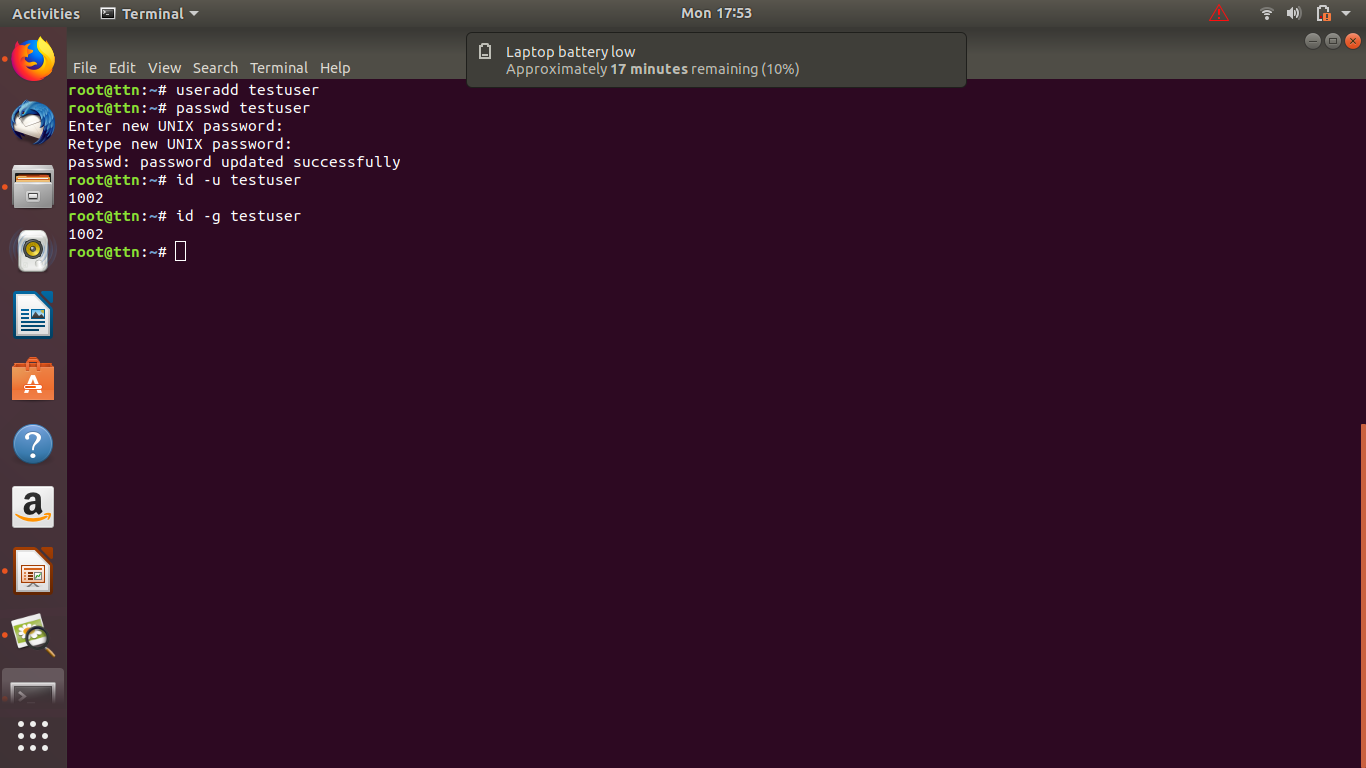 Activities
Terminal
Mon 17:53
Laptop battery low
Approximately 17 minutes remaining (10%)
File Edit View Search Terminal Help
root@ttn:~# useradd testuser
root@ttn:~# passwd testuser
Enter new UNIX password:
Retype new UNIX password:
passwd: password updated successfully
root@ttn:~# id -u testuser
1002
root@ttn:~# id -g testuser
1002
root@ttn:~#